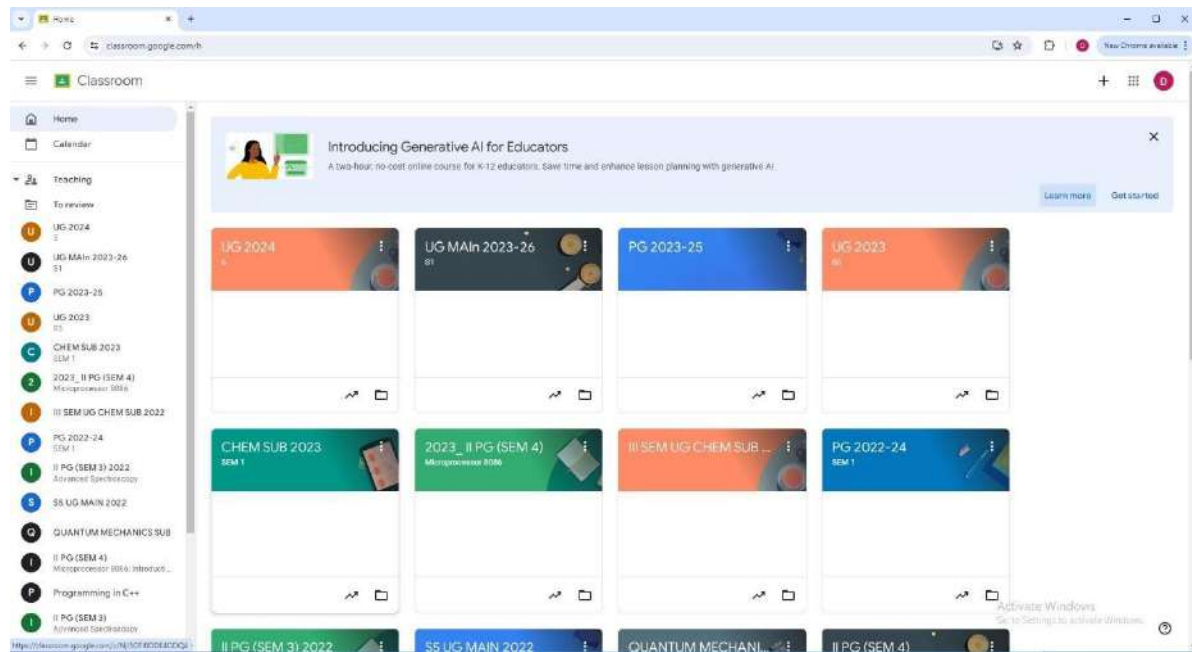 Home
classroom.google.com/h
New Chrome available
D
Classroom
D
Home
Calendar
Teaching
To review
U
UG 2024
S
U
UG MAIn 2023-26
S1
P
PG 2023-25
U
UG 2023
C
CHEM SUB 2023
SEM 1
2
2023_ II PG (SEM 4)
Microprocessor 8086
I
III SEM UG CHEM SUB 2022
P
PG 2022-24
SEM 1
I
II PG (SEM 3) 2022
Advanced Spectroscopy
S
S5 UG MAIN 2022
Q
QUANTUM MECHANICS SUB
I
II PG (SEM 4)
Microprocessor 8086: Introducti...
P
Programming in C++
I
II PG (SEM 3)
Advanced Spectroscopy
Introducing Generative AI for Educators
A two-hour, no-cost online course for K-12 educators. Save time and enhance lesson planning with generative AI.
Learn more
Get started
UG 2024
UG MAIn 2023-26
S1
PG 2023-25
UG 2023
CHEM SUB 2023
SEM 1
2023_ II PG (SEM 4)
Microprocessor 8086
III SEM UG CHEM SUB ...
PG 2022-24
SEM 1
II PG (SEM 3) 2022
S5 UG MAIN 2022
QUANTUM MECHANI...
II PG (SEM 4)
Activate Windows
Go to Settings to activate Windows.